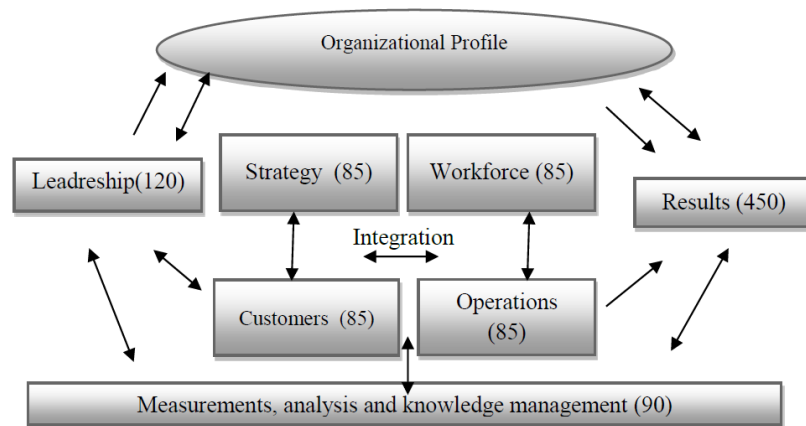 Organizational Profile
Leadreship(120)
Strategy (85)
Workforce (85)
Results (450)
Integration
Customers (85)
Operations
(85)
Measurements, analysis and knowledge management (90)